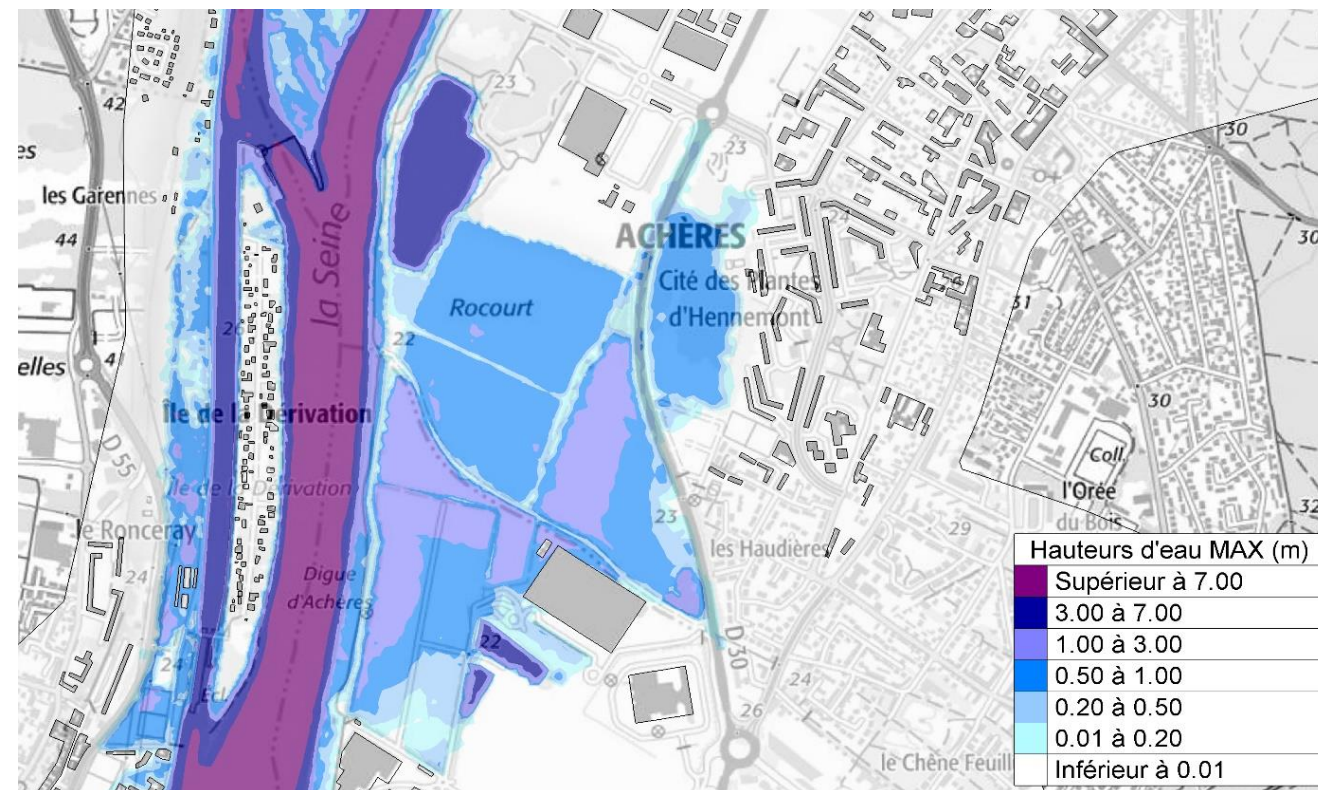 23
42
23
30
es
les Garennes
la Seine
24
30
ACHÈRES
44
Cité des Plantes
d'Hennemont
31
26
Rocourt
22
4
elles
30
Île de la Dérivation
D 55
Coll.
l'Orée
du Bois
Île de la Dérivation
32
le Ronceray
23
29
les Haudières
24
Digue
d'Achères
22
D 30
24
24
Écl.
26
le Chêne Feuill
Hauteurs d'eau MAX (m)
Supérieur à 7.00
3.00 à 7.00
1.00 à 3.00
0.50 à 1.00
0.20 à 0.50
0.01 à 0.20
Inférieur à 0.01